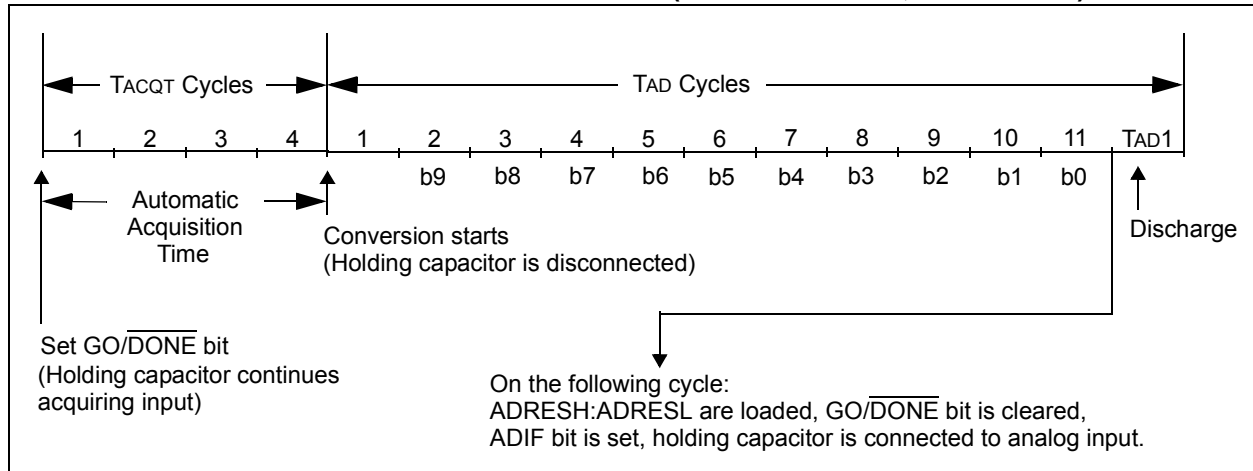 TACQT Cycles
TAD Cycles
1 2 3 4 1 2 3 4 5 6 7 8 9 10 11 TAD1
b9 b8 b7 b6 b5 b4 b3 b2 b1 b0
Automatic
Acquisition
Time
Conversion starts
(Holding capacitor is disconnected)
Discharge
Set GO/DONE bit
(Holding capacitor continues
acquiring input)
On the following cycle:
ADRESH:ADRESL are loaded, GO/DONE bit is cleared,
ADIF bit is set, holding capacitor is connected to analog input.